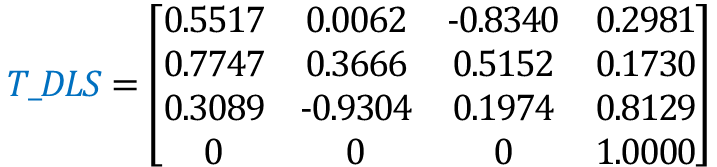 0.5517 0.0062 -0.8340 0.2981
0.7747 0.3666 0.5152 0.1730
T_DLS =
0.3089 -0.9304 0.1974 0.8129
0 0 0 1.0000